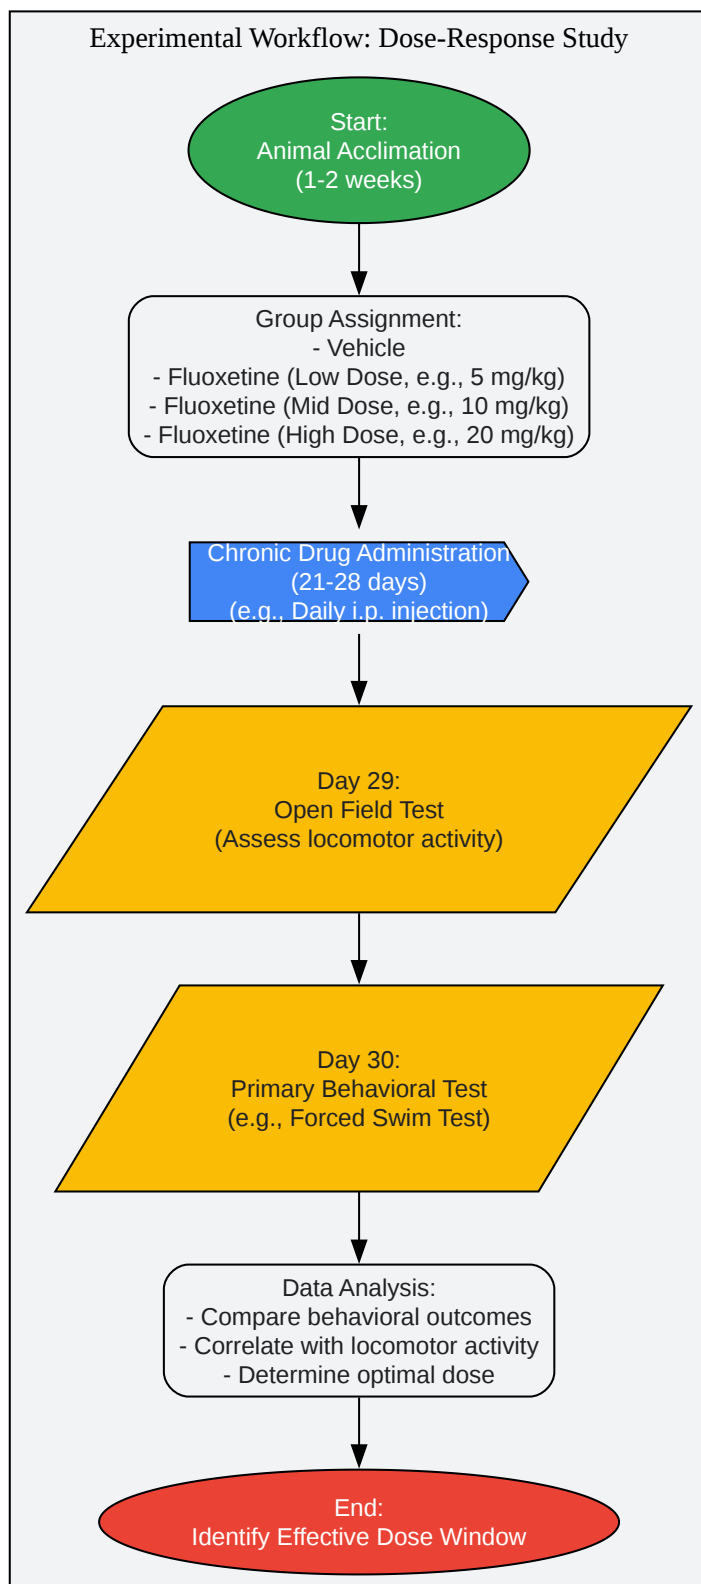 Experimental Workflow: Dose-Response Study
Start:
Animal Acclimation
(1-2 weeks)
Group Assignment:
- Vehicle
- Fluoxetine (Low Dose, e.g., 5 mg/kg)
- Fluoxetine (Mid Dose, e.g., 10 mg/kg)
- Fluoxetine (High Dose, e.g., 20 mg/kg)
Chronic Drug Administration
(21-28 days)
(e.g., Daily i.p. injection)
Day 29:
Open Field Test
(Assess locomotor activity)
Day 30:
Primary Behavioral Test
(e.g., Forced Swim Test)
Data Analysis:
- Compare behavioral outcomes
- Correlate with locomotor activity
- Determine optimal dose
End:
Identify Effective Dose Window